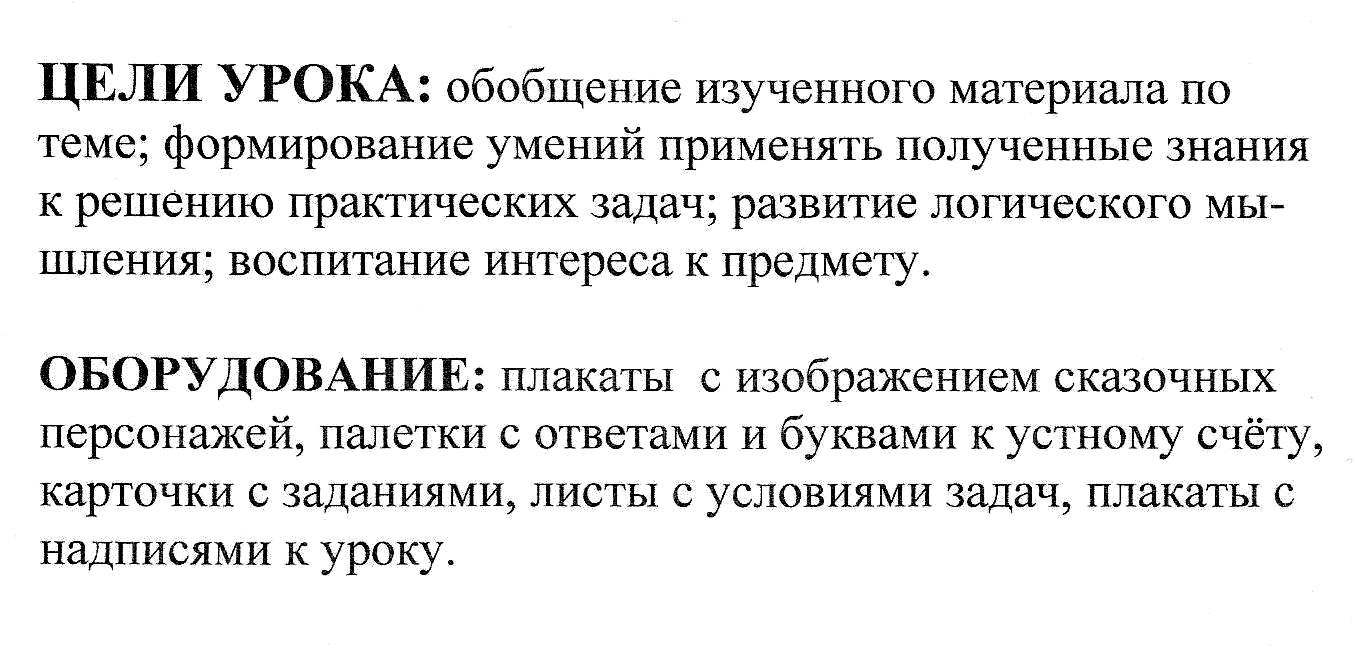 ЦЕЛИ УРОКА: обобщение изученного материала по
теме; формирование умений применять полученные знания
к решению практических задач; развитие логического мы-
шления; воспитание интереса к предмету.
ОБОРУДОВАНИЕ: плакаты с изображением сказочных
персонажей, палетки с ответами и буквами к устному счёту,
карточки с заданиями, листы с условиями задач, плакаты с
надписями к уроку.